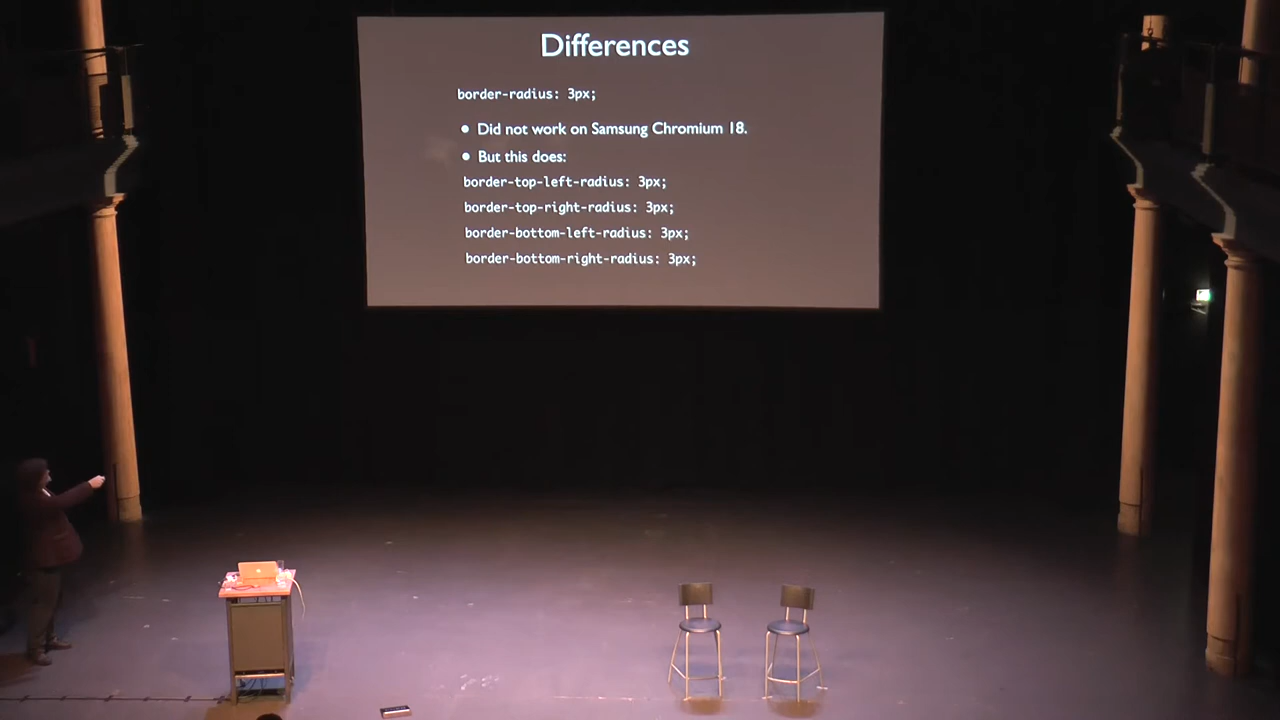 Differences
border-radius: 3px;
• Did not work on Samsung Chromium 18.
• But this does:
border-top-left-radius: 3px;
border-top-right-radius: 3px;
border-bottom-left-radius: 3px;
border-bottom-right-radius: 3px;